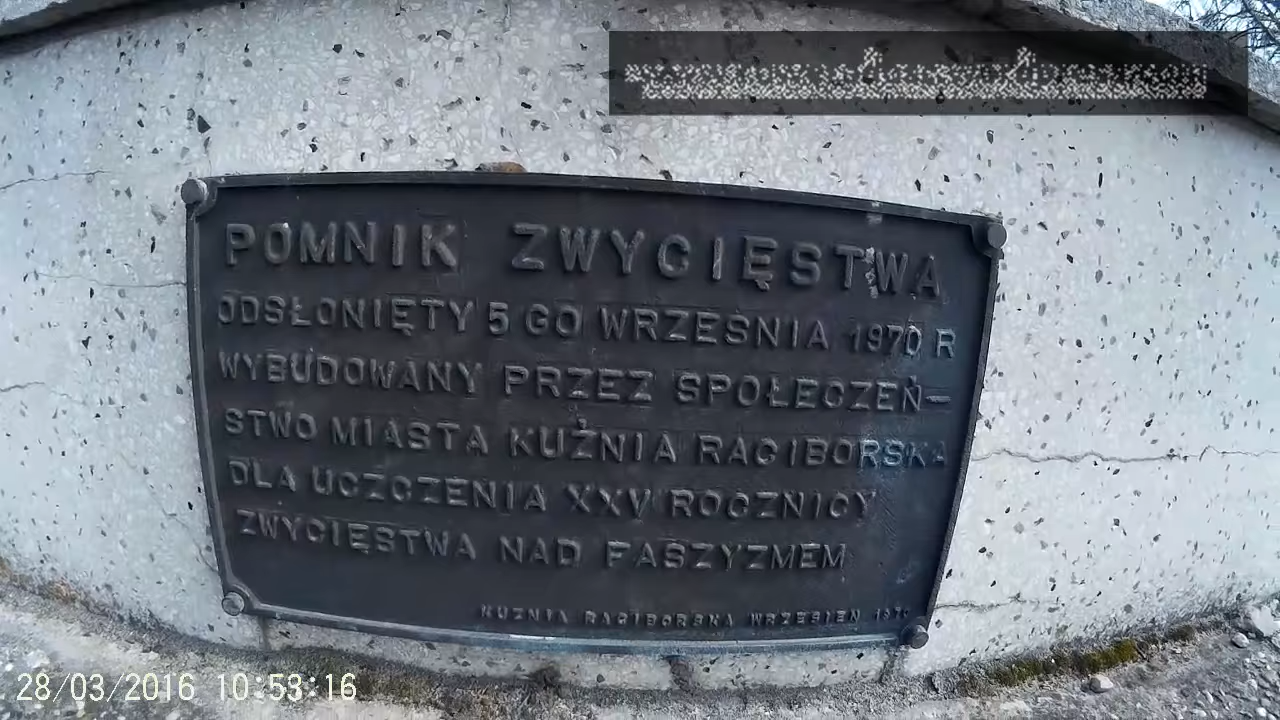 POMNIK ZWYCIĘSTWA
ODSŁONIĘTY 5 GO WRZEŚNIA 1970 R
WYBUDOWANY PRZEZ SPOŁECZEŃ-
STWO MIASTA KUŹNIA RACIBORSKA
DLA UCZCZENIA XXV ROCZNICY
ZWYCIĘSTWA NAD FASZYZMEM
KUŹNIA RACIBORSKA WRZESIEŃ 1970
28/03/2016 10:53:16